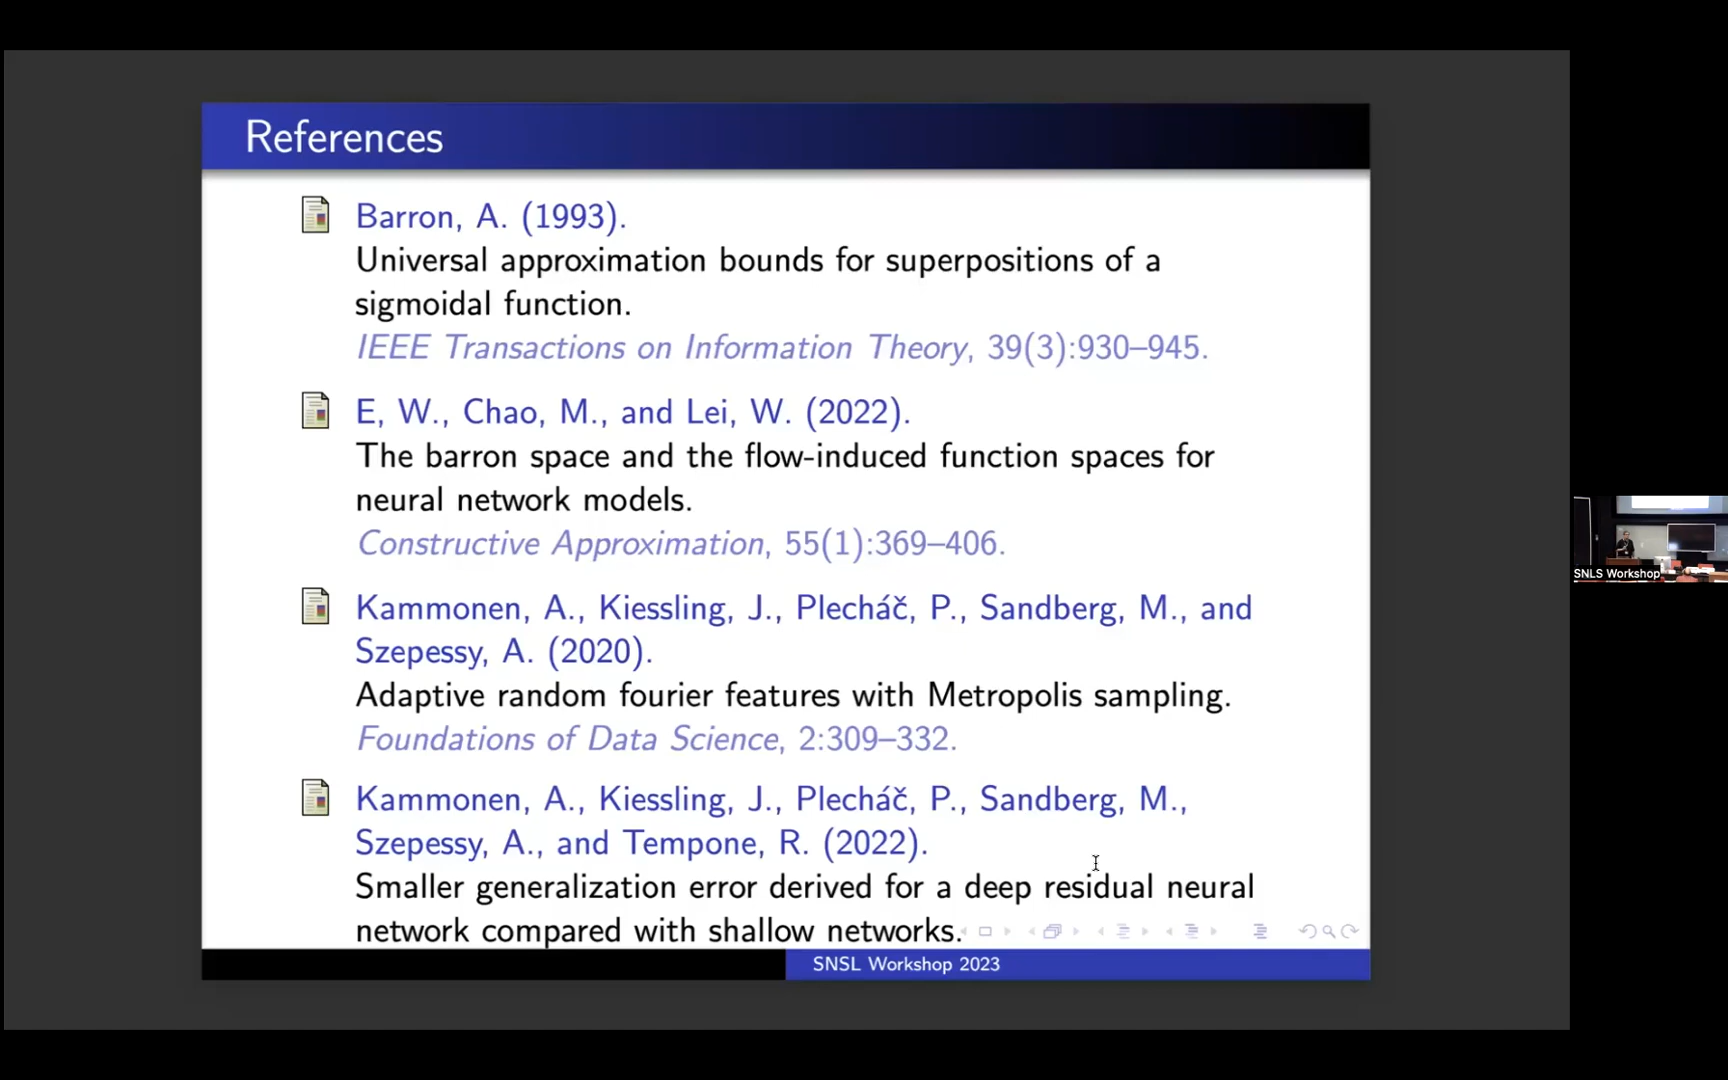 References
Barron, A. (1993).
Universal approximation bounds for superpositions of a
sigmoidal function.
IEEE Transactions on Information Theory, 39(3):930–945.
E, W., Chao, M., and Lei, W. (2022).
The barron space and the flow-induced function spaces for
neural network models.
Constructive Approximation, 55(1):369–406.
Kammonen, A., Kiessling, J., Plecháč, P., Sandberg, M., and
Szepessy, A. (2020).
Adaptive random fourier features with Metropolis sampling.
Foundations of Data Science, 2:309–332.
Kammonen, A., Kiessling, J., Plecháč, P., Sandberg, M.,
Szepessy, A., and Tempone, R. (2022).
Smaller generalization error derived for a deep residual neural
network compared with shallow networks.
SNSL Workshop 2023
SNLS Workshop